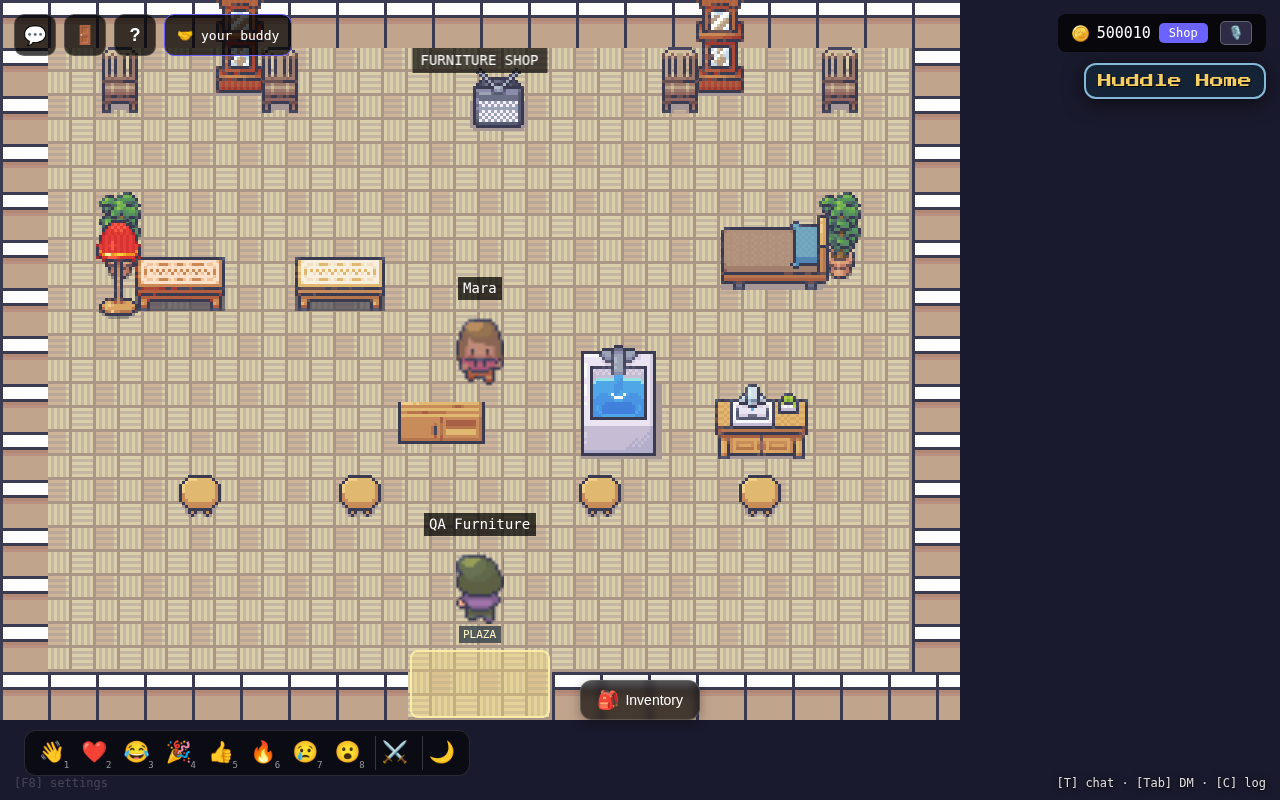 ? your buddy
500010 Shop
Huddle Home
FURNITURE SHOP
Mara
QA Furniture
PLAZA
Inventory
1 2 3 4 5 6 7 8
[F8] settings
[T] chat · [Tab] DM · [C] log